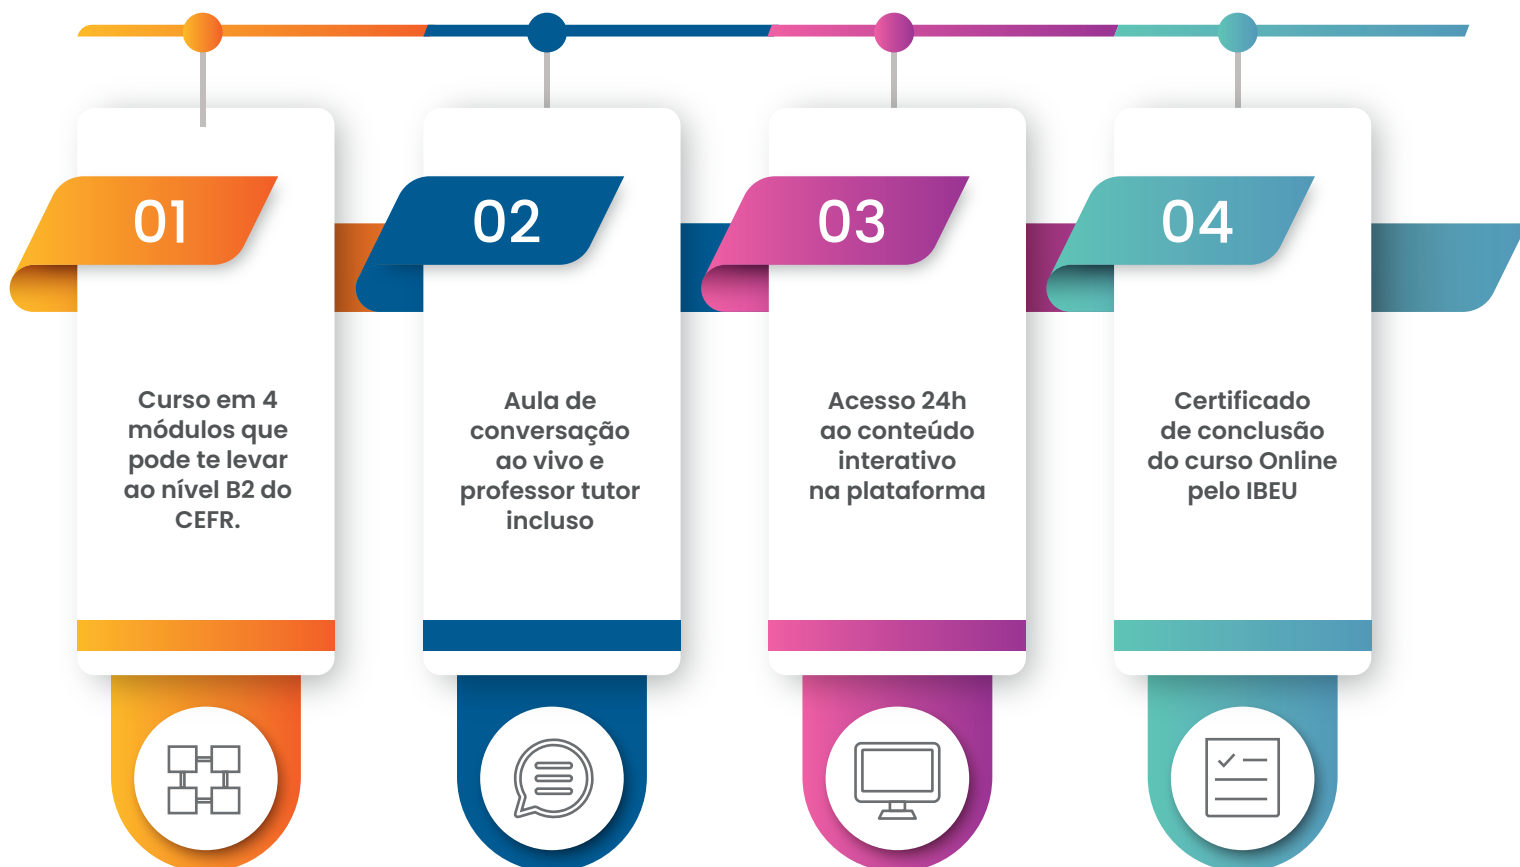 01
Curso em 4
módulos que
pode te levar
ao nível B2 do
CEFR.
02
Aula de
conversação
ao vivo e
professor tutor
incluso
03
Acesso 24h
ao conteúdo
interativo
na plataforma
04
Certificado
de conclusão
do curso Online
pelo IBEU